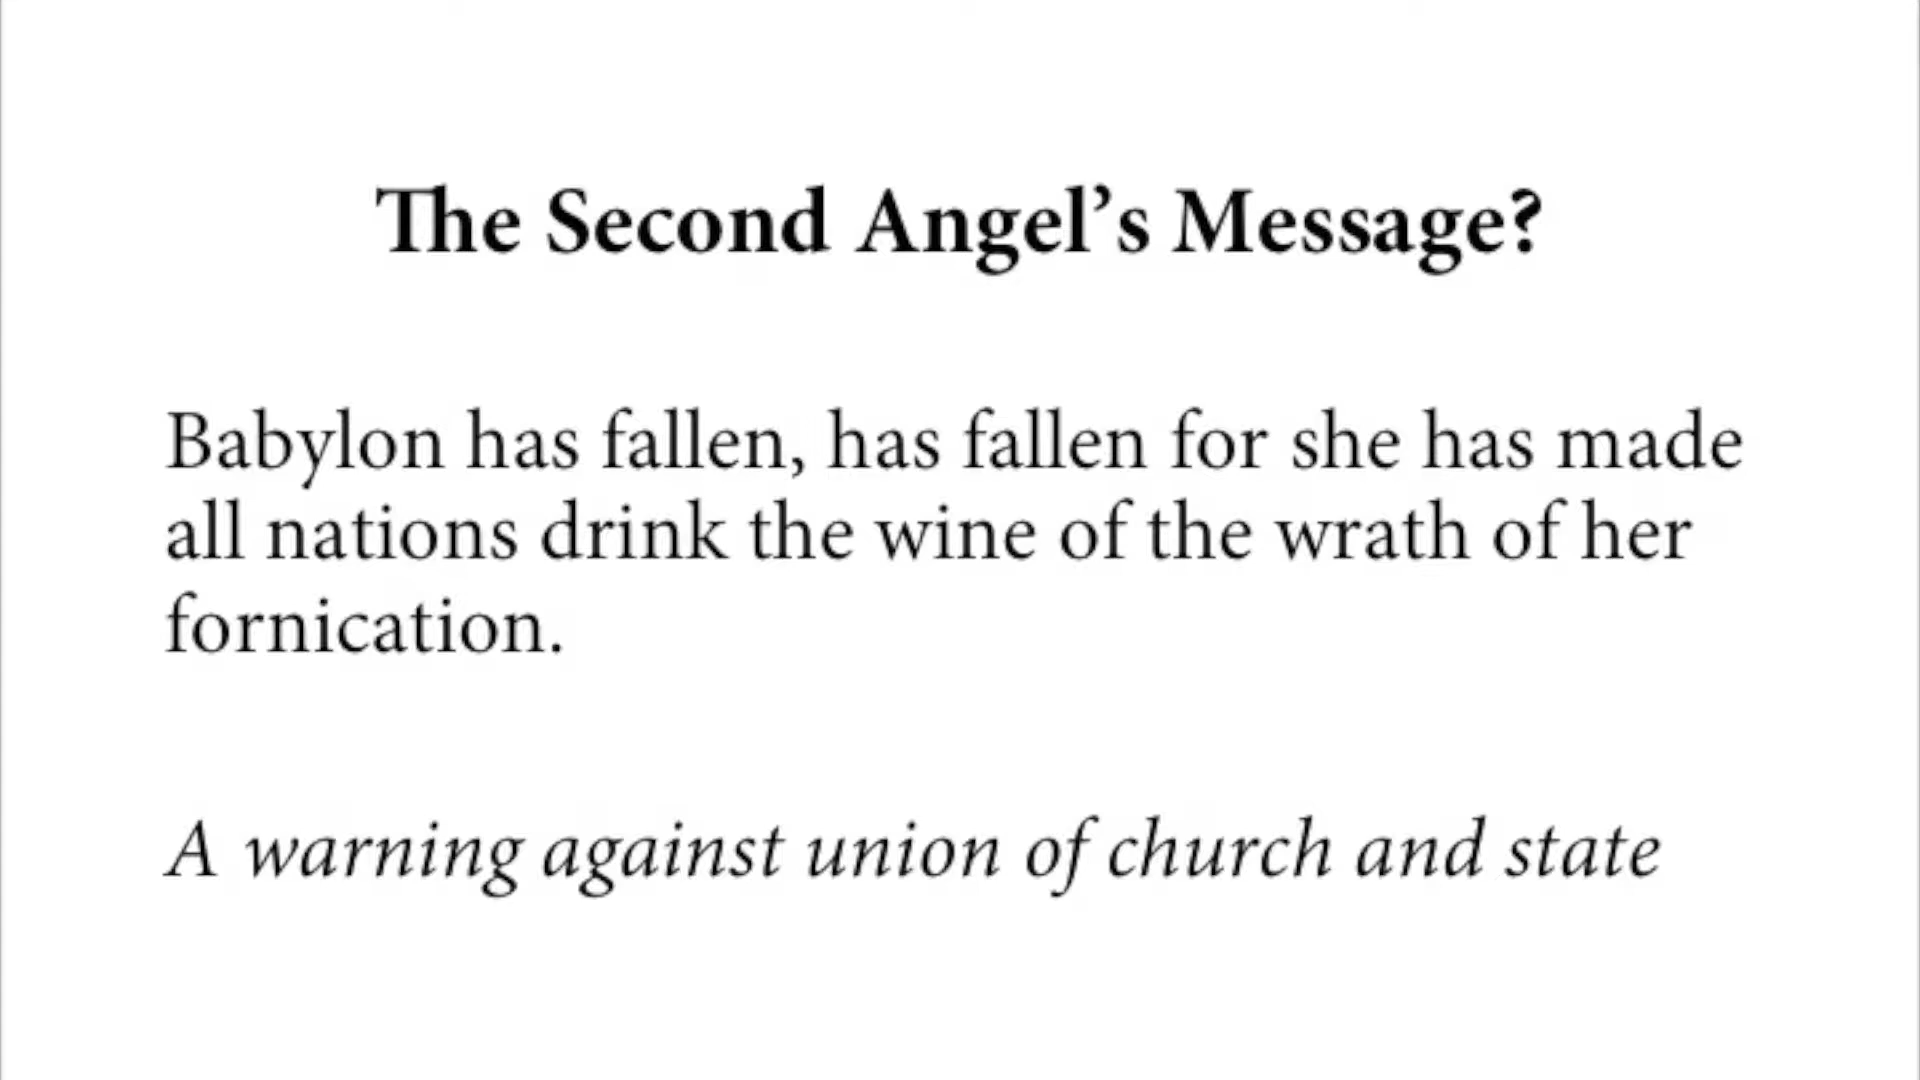 The Second Angel’s Message?
Babylon has fallen, has fallen for she has made
all nations drink the wine of the wrath of her
fornication.
A warning against union of church and state